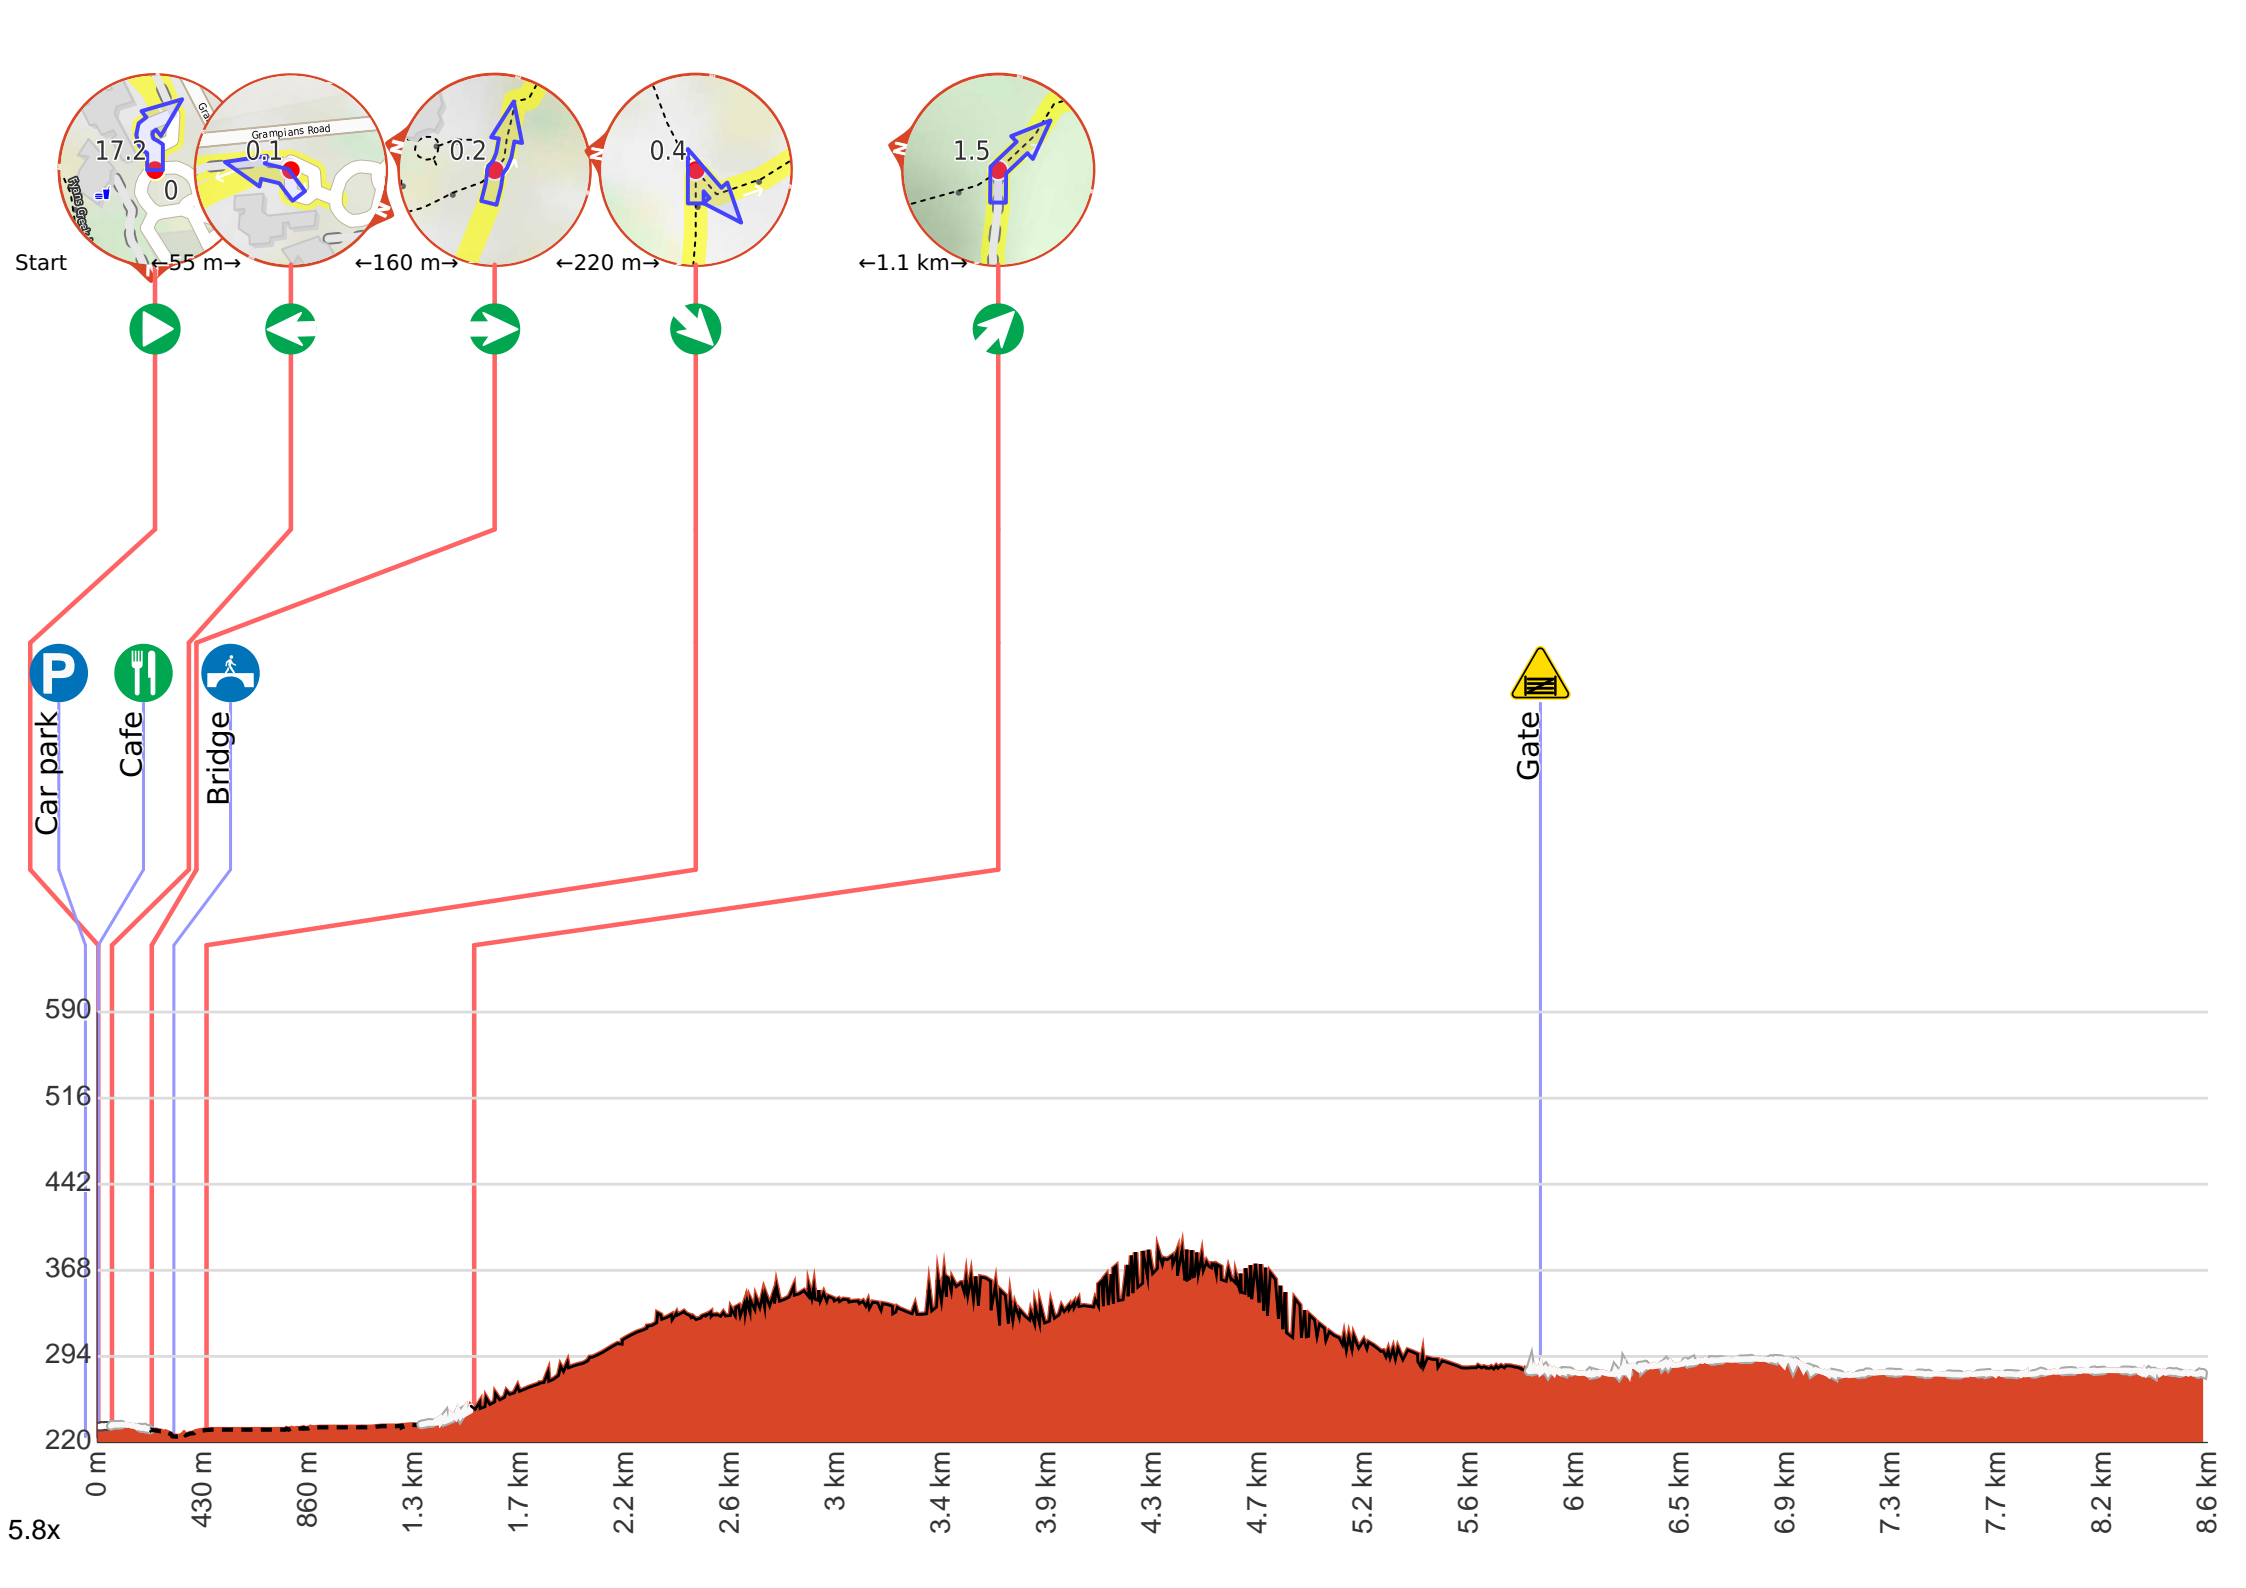 Gra
Grampians Road
17.2
0
0.1
0.2
0.4
1.5
Fyans Creek
N
N
N
N
N
Start
←55 m→
←160 m→
←220 m→
←1.1 km→
P
Car park
Cafe
Bridge
Gate
590
516
442
368
294
220
0 m
430 m
860 m
1.3 km
1.7 km
2.2 km
2.6 km
3 km
3.4 km
3.9 km
4.3 km
4.7 km
5.2 km
5.6 km
6 km
6.5 km
6.9 km
7.3 km
7.7 km
8.2 km
8.6 km
5.8x